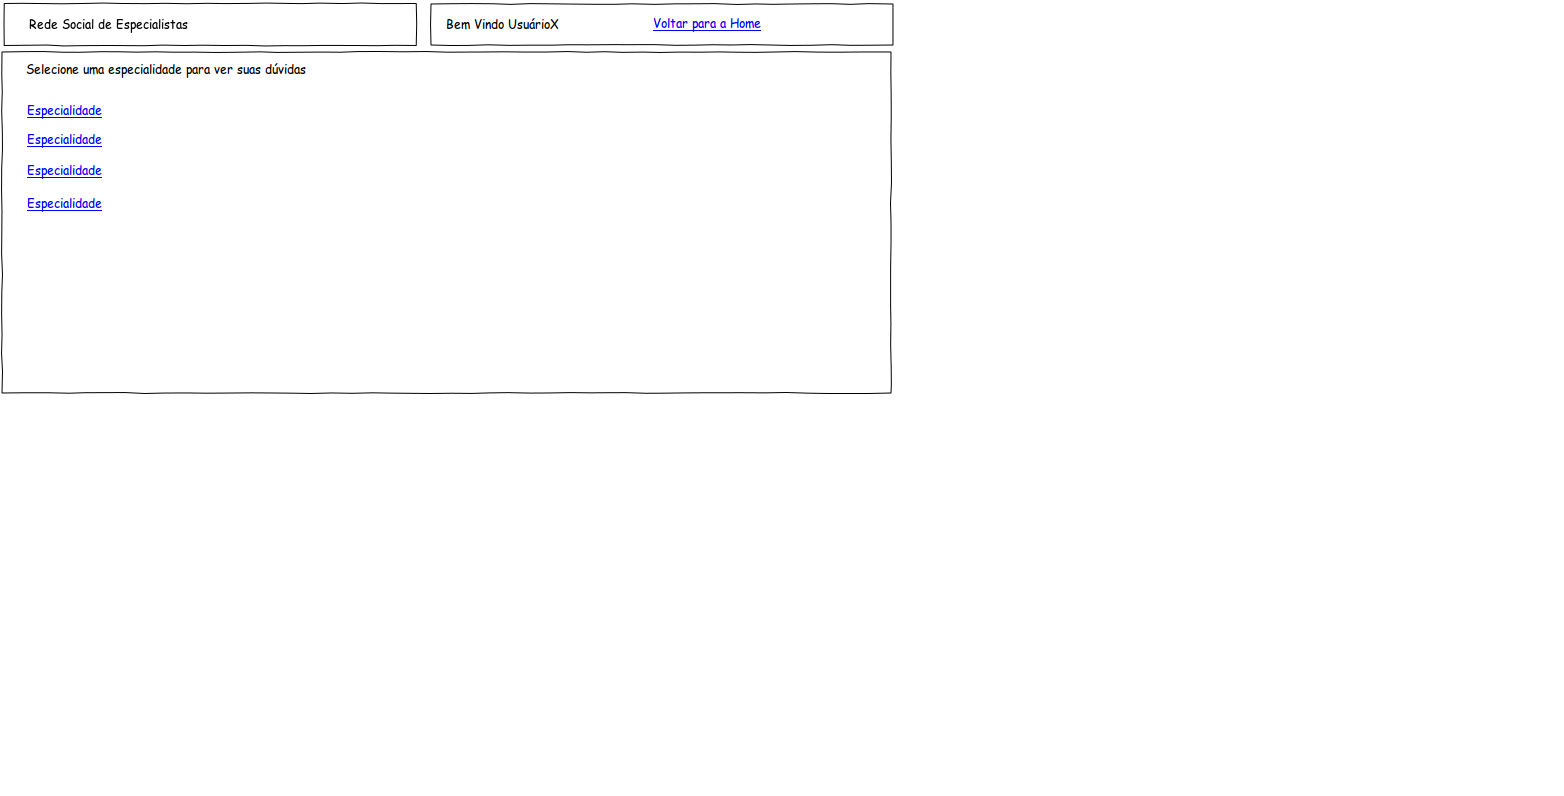 Rede Social de Especialistas
Bem Vindo UsuárioX
Voltar para a Home
Selecione uma especialidade para ver suas dúvidas
Especialidade
Especialidade
Especialidade
Especialidade